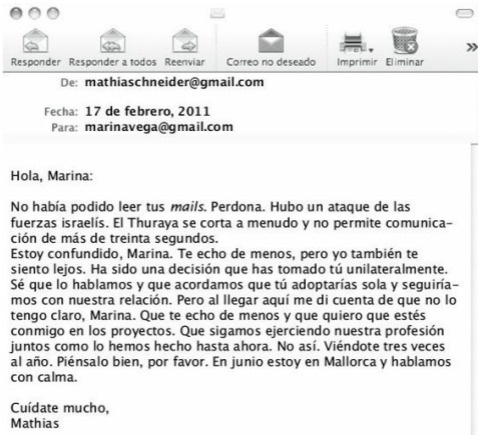 Responder Responder a todos Reenviar Correo no deseado Imprimir Eliminar »
De: mathiaschneider@gmail.com
Fecha: 17 de febrero, 2011
Para: marinavega@gmail.com
Hola, Marina:
No había podido leer tus mails. Perdona. Hubo un ataque de las
fuerzas israelís. El Thuraya se corta a menudo y no permite comunica-
ción de más de treinta segundos.
Estoy confundido, Marina. Te echo de menos, pero yo también te
siento lejos. Ha sido una decisión que has tomado tú unilateralmente.
Sé que lo hablamos y que acordamos que tú adoptarías sola y seguiría-
mos con nuestra relación. Pero al llegar aquí me di cuenta de que no lo
tengo claro, Marina. Que te echo de menos y que quiero que estés
conmigo en los proyectos. Que sigamos ejerciendo nuestra profesión
juntos como lo hemos hecho hasta ahora. No así. Viéndote tres veces
al año. Piénsalo bien, por favor. En junio estoy en Mallorca y hablamos
con calma.
Cuídate mucho,
Mathias